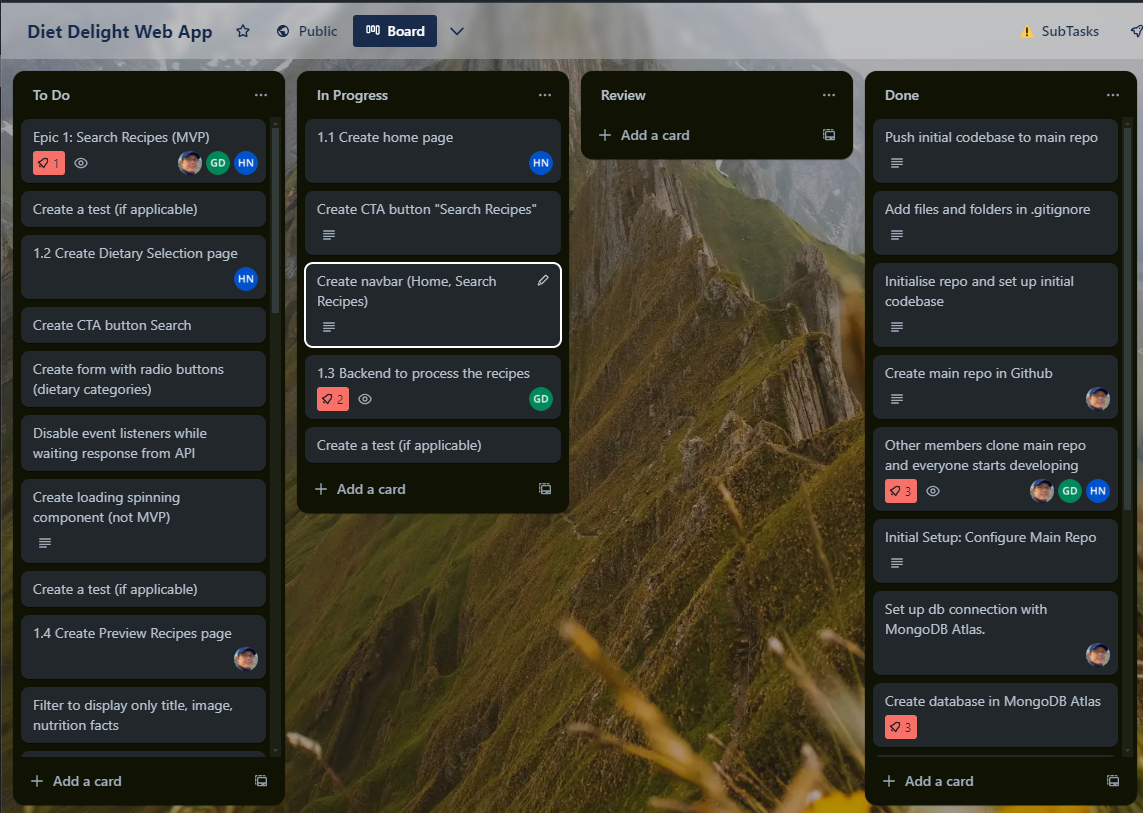 Diet Delight Web App
Public
Board
SubTasks
To Do
Epic 1: Search Recipes (MVP)
1
GD
HN
Create a test (if applicable)
1.2 Create Dietary Selection page
HN
Create CTA button Search
Create form with radio buttons
(dietary categories)
Disable event listeners while
waiting response from API
Create loading spinning
component (not MVP)
Create a test (if applicable)
1.4 Create Preview Recipes page
Filter to display only title, image,
nutrition facts
Add a card
In Progress
1.1 Create home page
HN
Create CTA button "Search Recipes"
Create navbar (Home, Search
Recipes)
1.3 Backend to process the recipes
2
GD
Create a test (if applicable)
Add a card
Review
Add a card
Done
Push initial codebase to main repo
Add files and folders in .gitignore
Initialise repo and set up initial
codebase
Create main repo in Github
Other members clone main repo
and everyone starts developing
3
GD
HN
Initial Setup: Configure Main Repo
Set up db connection with
MongoDB Atlas.
Create database in MongoDB Atlas
3
Add a card